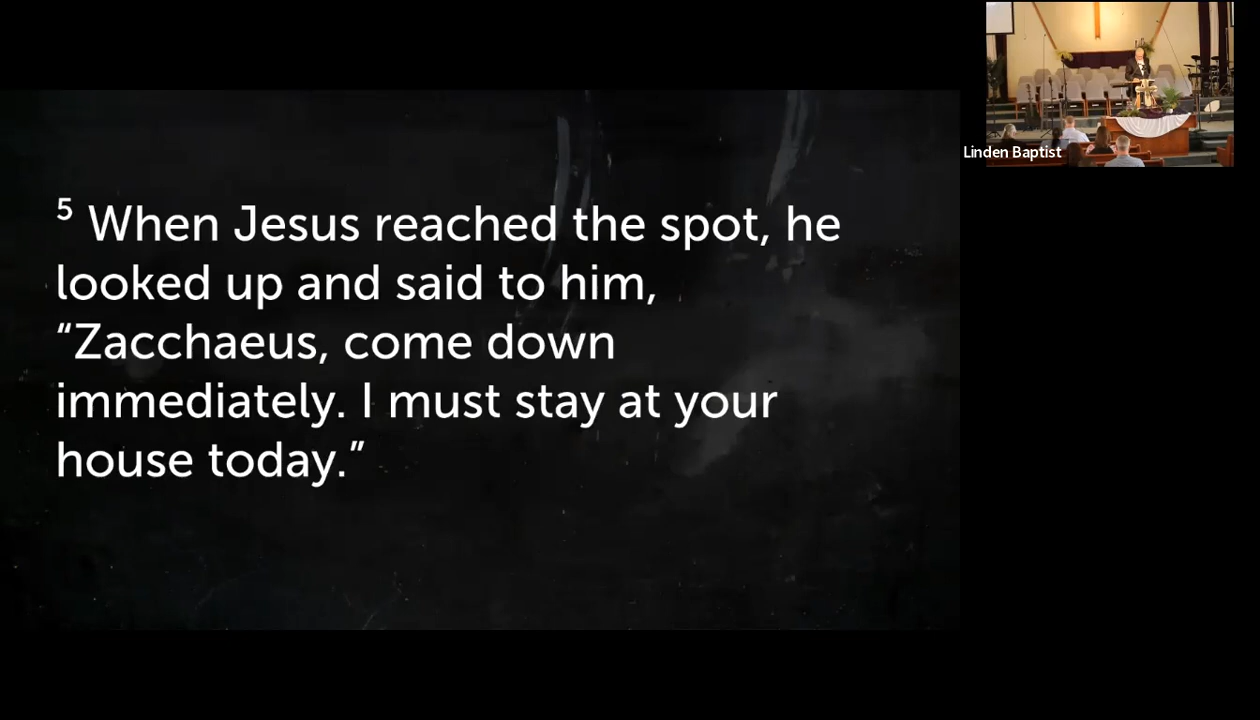 ⁵ When Jesus reached the spot, he
looked up and said to him,
“Zacchaeus, come down
immediately. I must stay at your
house today.”
Linden Baptist